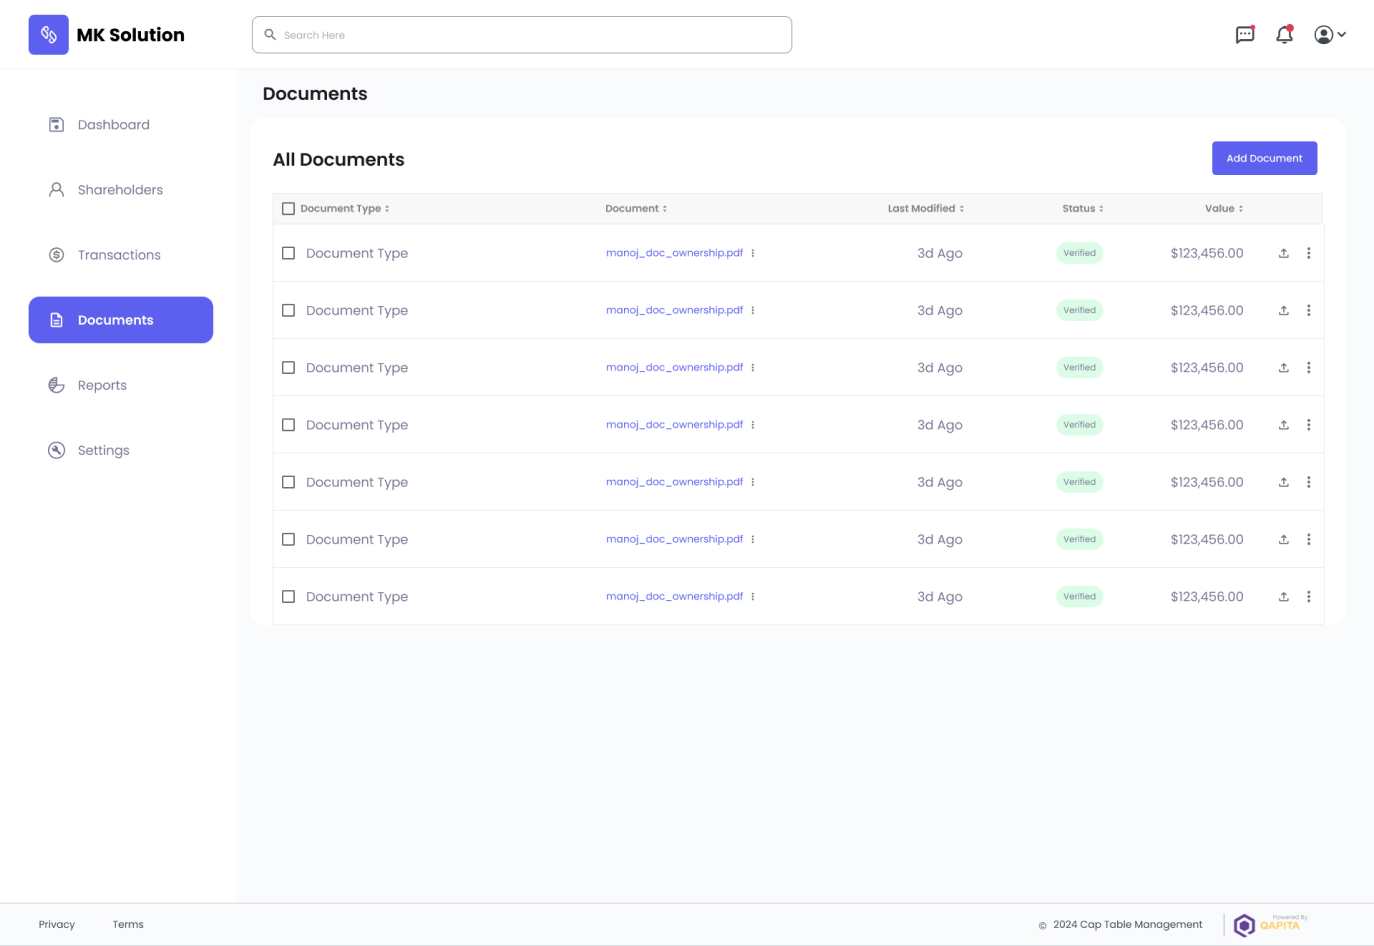 MK Solution
Search Here
Dashboard
Shareholders
Transactions
Documents
Reports
Settings
Documents
All Documents
Add Document
Document Type Document Last Modified Status Value
Document Type manoj_doc_ownership.pdf 3d Ago Verified $123,456.00
Document Type manoj_doc_ownership.pdf 3d Ago Verified $123,456.00
Document Type manoj_doc_ownership.pdf 3d Ago Verified $123,456.00
Document Type manoj_doc_ownership.pdf 3d Ago Verified $123,456.00
Document Type manoj_doc_ownership.pdf 3d Ago Verified $123,456.00
Document Type manoj_doc_ownership.pdf 3d Ago Verified $123,456.00
Document Type manoj_doc_ownership.pdf 3d Ago Verified $123,456.00
Privacy Terms
© 2024 Cap Table Management
Powered By
QAPITA